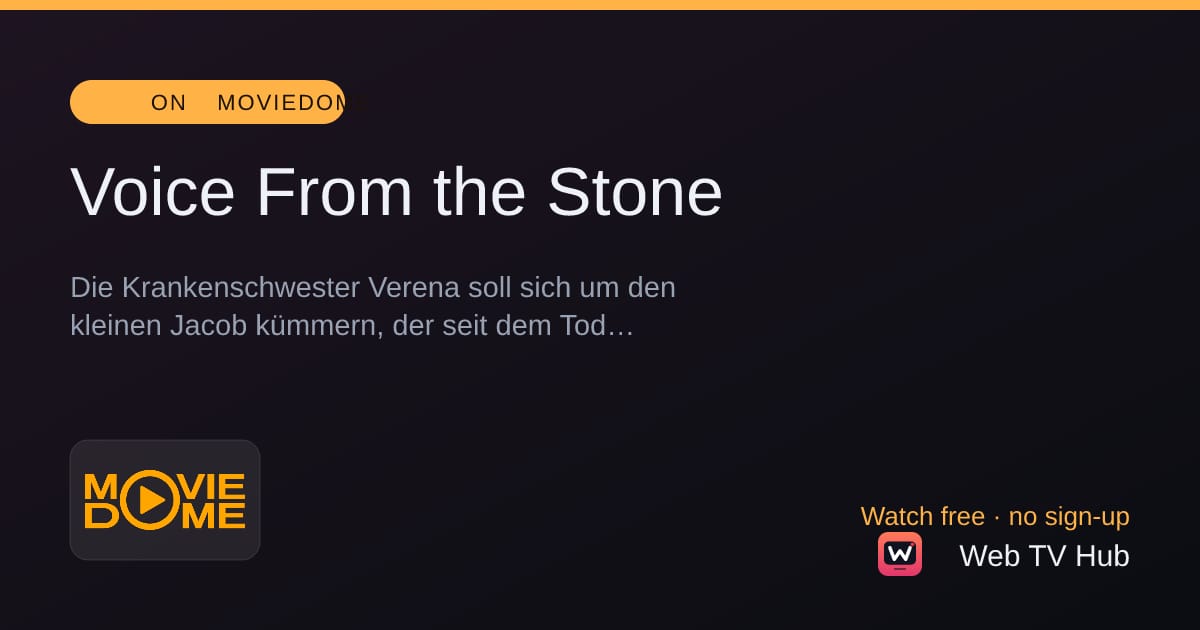 ON MOVIEDOM
Voice From the Stone
Die Krankenschwester Verena soll sich um den
kleinen Jacob kümmern, der seit dem Tod…
MOVIE
DOME
Watch free · no sign-up
W
Web TV Hub